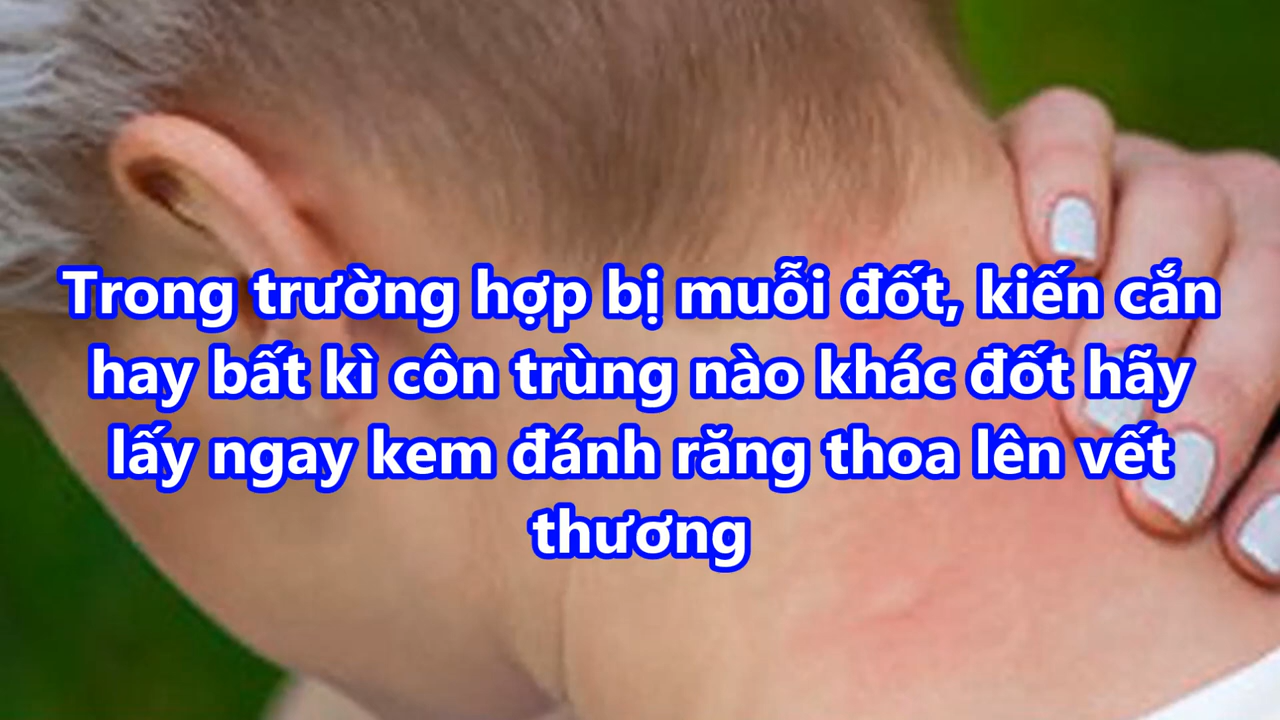 Trong trường hợp bị muỗi đốt, kiến cắn
hay bất kì côn trùng nào khác đốt hãy
lấy ngay kem đánh răng thoa lên vết
thương